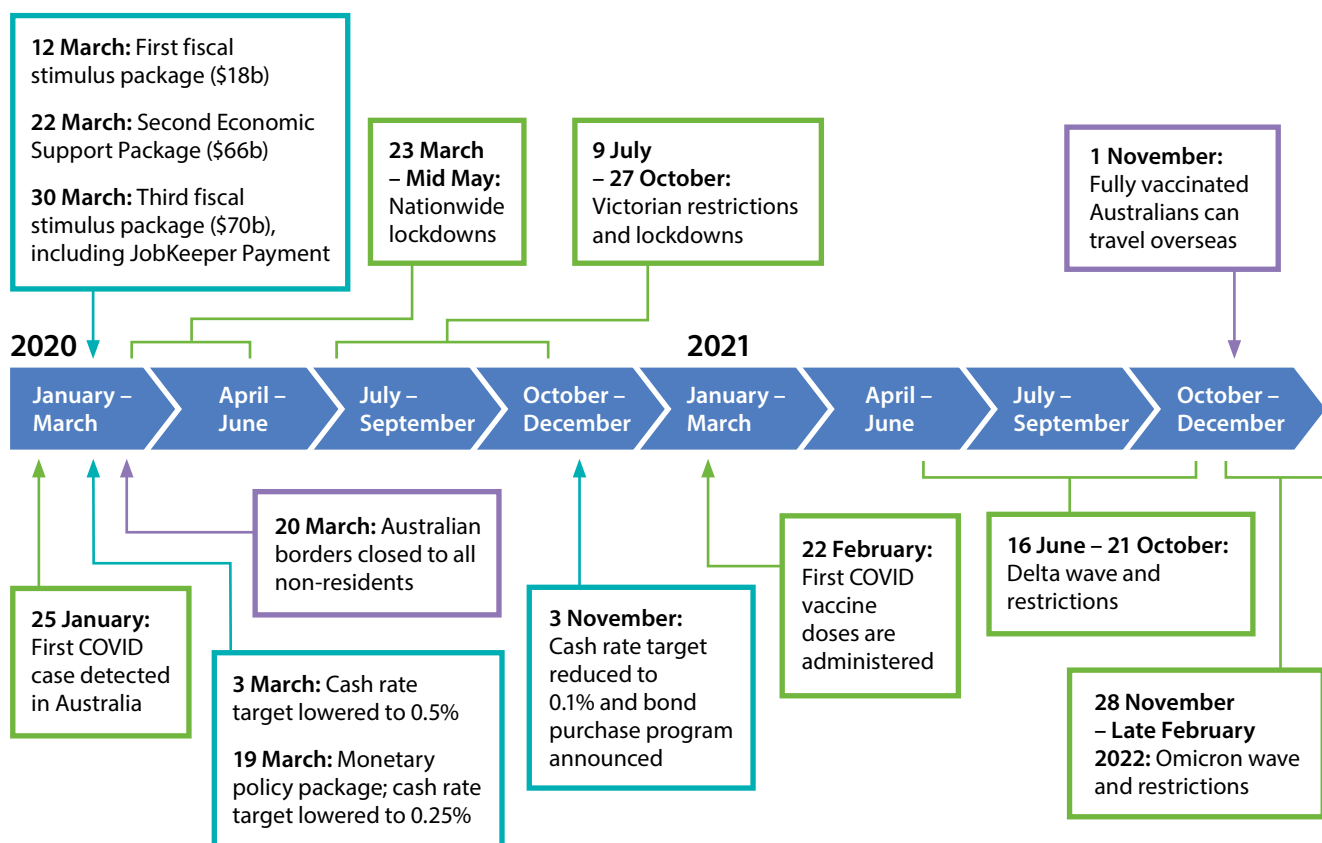 12 March: First fiscal
stimulus package ($18b)
22 March: Second Economic
Support Package ($66b)
30 March: Third fiscal
stimulus package ($70b),
including JobKeeper Payment
23 March
– Mid May:
Nationwide
lockdowns
9 July
– 27 October:
Victorian restrictions
and lockdowns
1 November:
Fully vaccinated
Australians can
travel overseas
2020
2021
January –
March
April –
June
July –
September
October –
December
January –
March
April –
June
July –
September
October –
December
25 January:
First COVID
case detected
in Australia
20 March: Australian
borders closed to all
non-residents
3 March: Cash rate
target lowered to 0.5%
19 March: Monetary
policy package; cash rate
target lowered to 0.25%
3 November:
Cash rate target
reduced to
0.1% and bond
purchase program
announced
22 February:
First COVID
vaccine
doses are
administered
16 June – 21 October:
Delta wave and
restrictions
28 November
– Late February
2022: Omicron wave
and restrictions